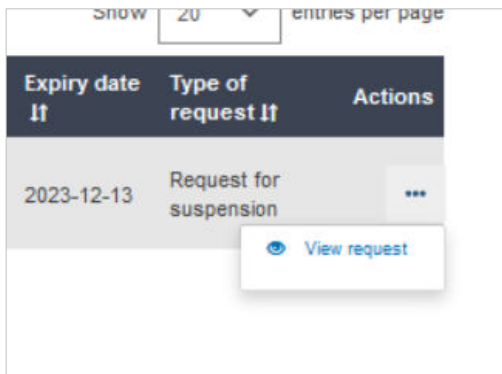 Show 20 entries per page
Expiry date Type of request Actions
2023-12-13 Request for suspension ...
View request